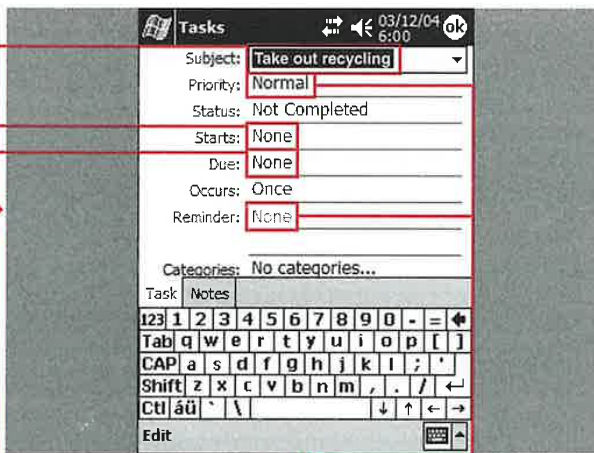 Tasks 03/12/04 ok
6:00
Subject: Take out recycling
Priority: Normal
Status: Not Completed
Starts: None
Due: None
Occurs: Once
Reminder: None
Categories: No categories...
Task Notes
123 1 2 3 4 5 6 7 8 9 0 - = 
Tab q w e r t y u i o p [ ]
CAP a s d f g h j k l ; '
Shift z x c v b n m , . /
Ctl áü ` \
Edit